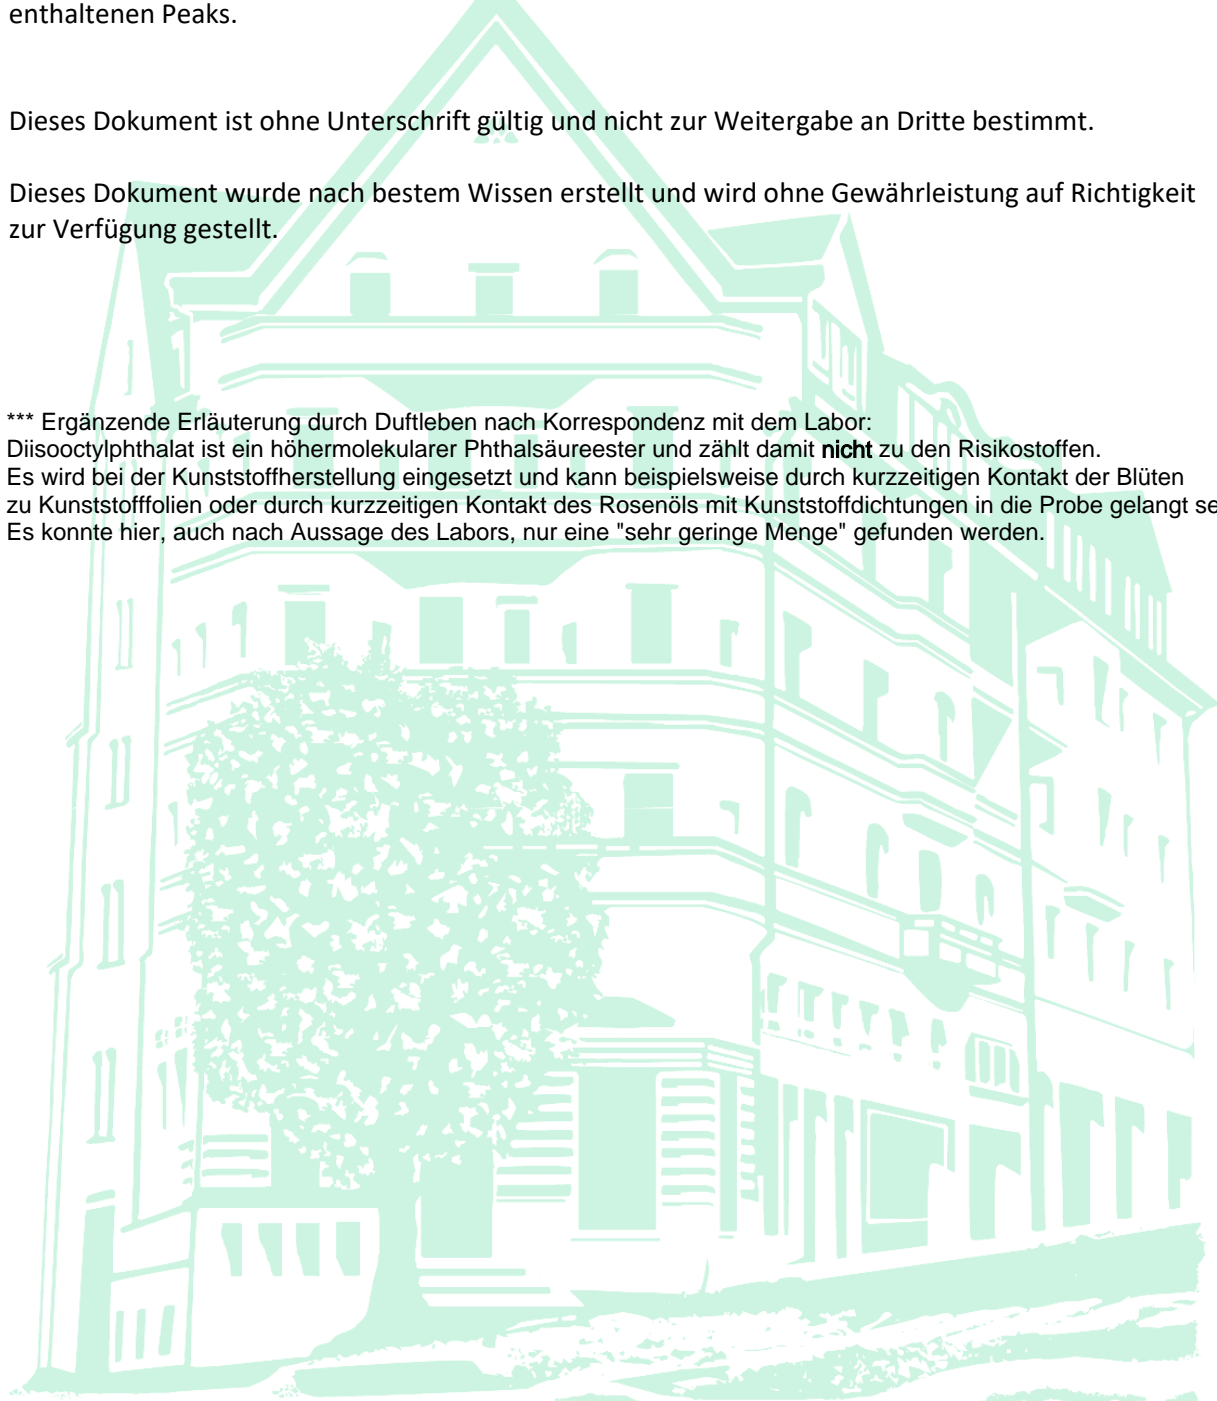 enthaltenen Peaks.
Dieses Dokument ist ohne Unterschrift gültig und nicht zur Weitergabe an Dritte bestimmt.
Dieses Dokument wurde nach bestem Wissen erstellt und wird ohne Gewährleistung auf Richtigkeit
zur Verfügung gestellt.
*** Ergänzende Erläuterung durch Duftleben nach Korrespondenz mit dem Labor:
Diisooctylphthalat ist ein höhermolekularer Phthalsäureester und zählt damit nicht zu den Risikostoffen.
Es wird bei der Kunststoffherstellung eingesetzt und kann beispielsweise durch kurzzeitigen Kontakt der Blüten
zu Kunststofffolien oder durch kurzzeitigen Kontakt des Rosenöls mit Kunststoffdichtungen in die Probe gelangt se
Es konnte hier, auch nach Aussage des Labors, nur eine "sehr geringe Menge" gefunden werden.